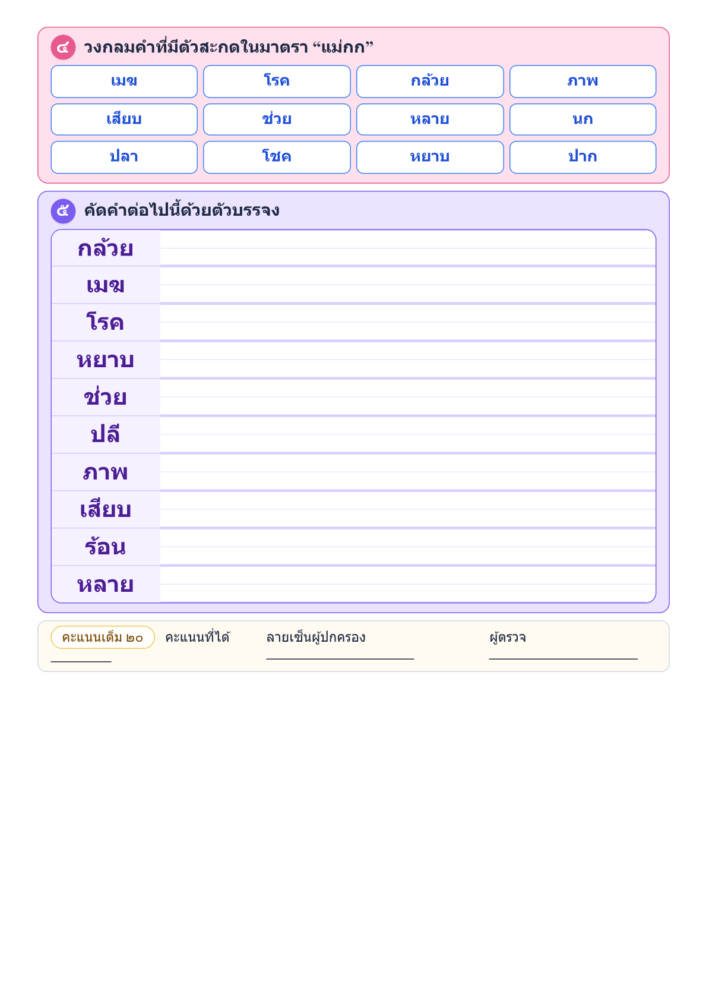 ๔ วงกลมคำที่มีตัวสะกดในมาตรา “แม่กก”
เมฆ โรค กล้วย ภาพ
เสียบ ช่วย หลาย นก
ปลา โชค หยาบ ปาก
๕ คัดคำต่อไปนี้ด้วยตัวบรรจง
กล้วย
เมฆ
โรค
หยาบ
ช่วย
ปลี
ภาพ
เสียบ
ร้อน
หลาย
คะแนนเต็ม ๒๐ คะแนนที่ได้ ลายเซ็นผู้ปกครอง ผู้ตรวจ